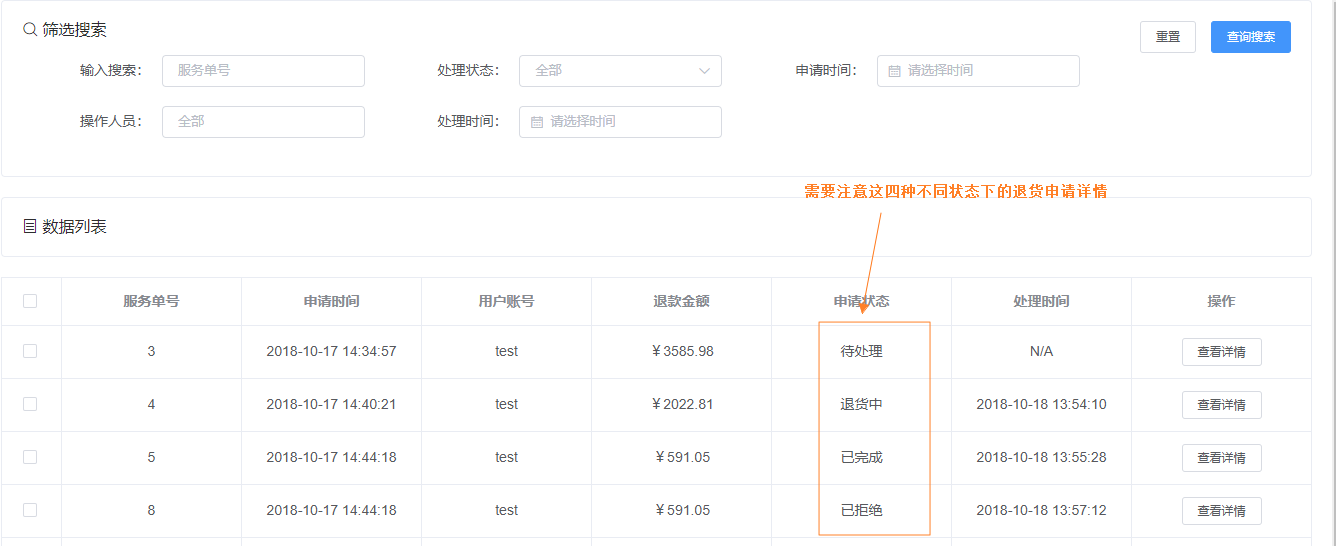 筛选搜索 重置 查询搜索
输入搜索： 服务单号 处理状态： 全部 申请时间： 请选择时间
操作人员： 全部 处理时间： 请选择时间
需要注意这四种不同状态下的退货申请详情
数据列表
服务单号 申请时间 用户账号 退款金额 申请状态 处理时间 操作
3 2018-10-17 14:34:57 test ￥3585.98 待处理 N/A 查看详情
4 2018-10-17 14:40:21 test ￥2022.81 退货中 2018-10-18 13:54:10 查看详情
5 2018-10-17 14:44:18 test ￥591.05 已完成 2018-10-18 13:55:28 查看详情
8 2018-10-17 14:44:18 test ￥591.05 已拒绝 2018-10-18 13:57:12 查看详情